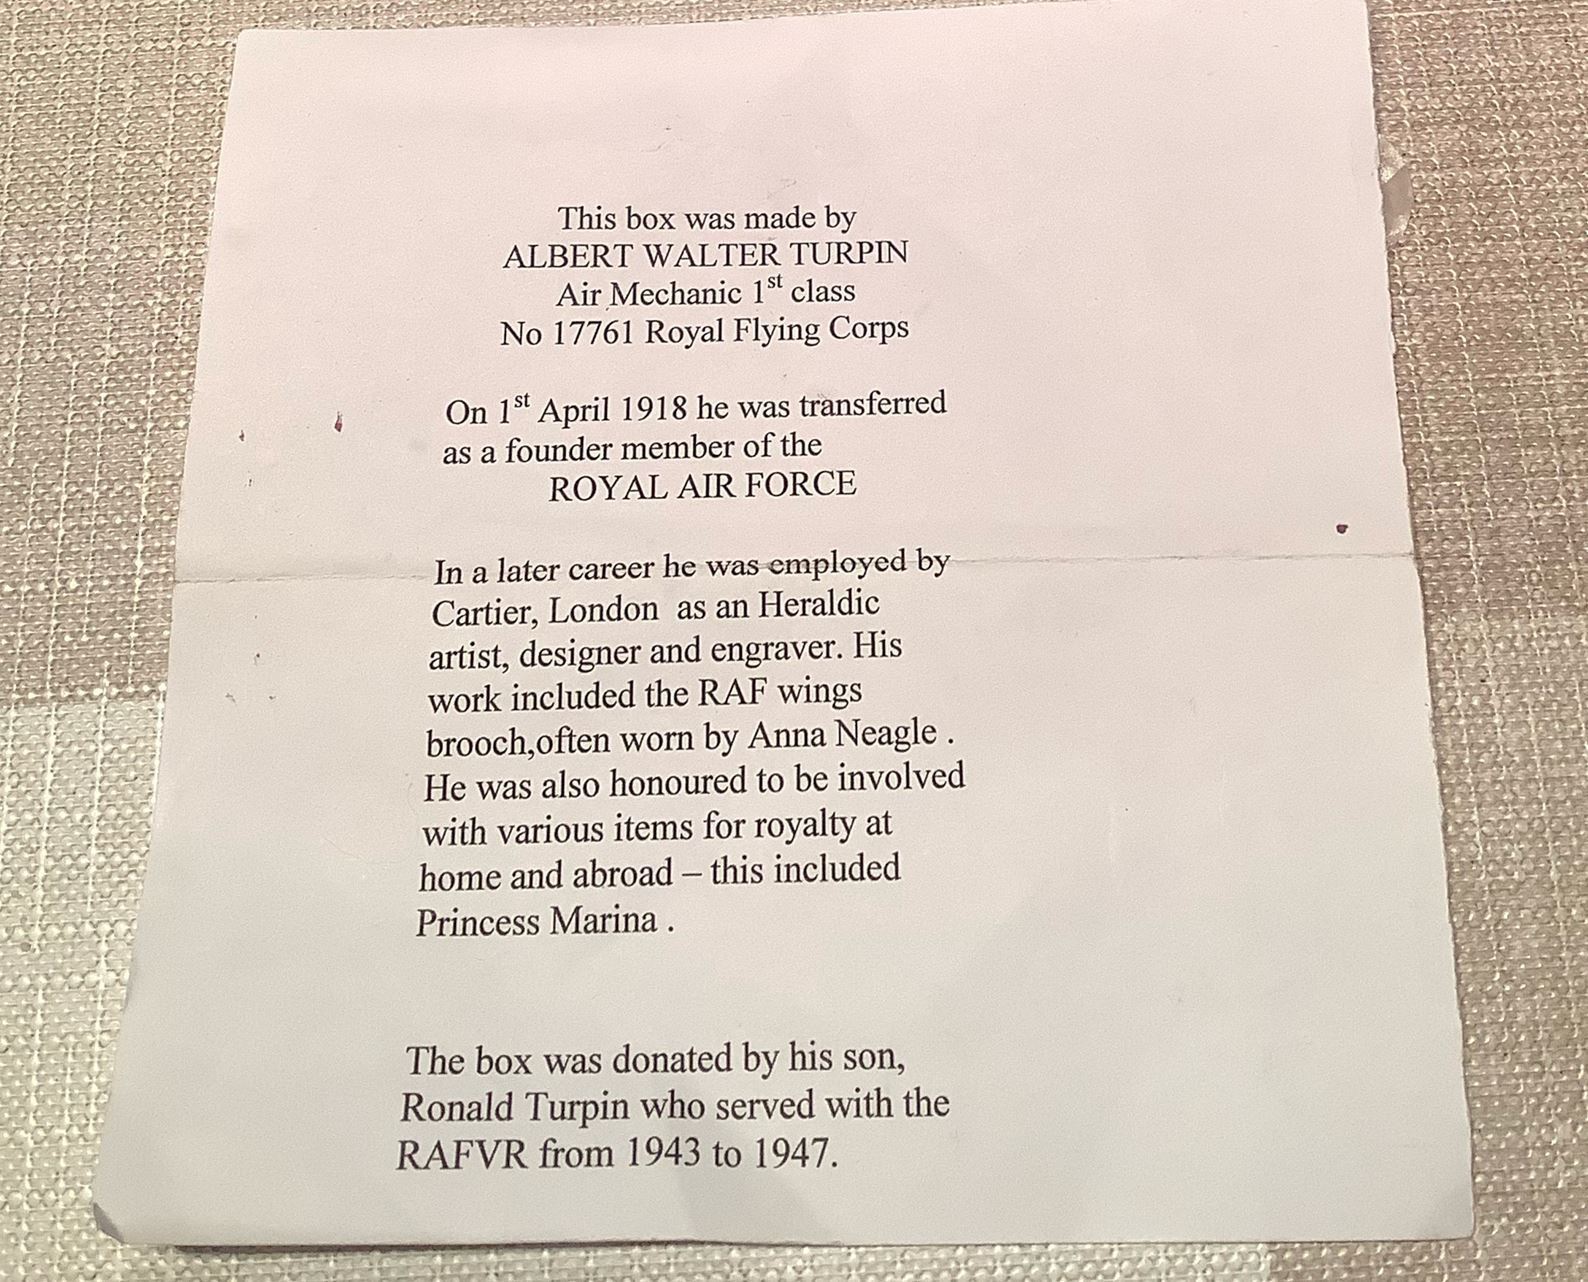 This box was made by
ALBERT WALTER TURPIN
Air Mechanic 1st class
No 17761 Royal Flying Corps
On 1st April 1918 he was transferred
as a founder member of the
ROYAL AIR FORCE
In a later career he was employed by
Cartier, London  as an Heraldic
artist, designer and engraver. His
work included the RAF wings
brooch,often worn by Anna Neagle .
He was also honoured to be involved
with various items for royalty at
home and abroad – this included
Princess Marina .
The box was donated by his son,
Ronald Turpin who served with the
RAFVR from 1943 to 1947.